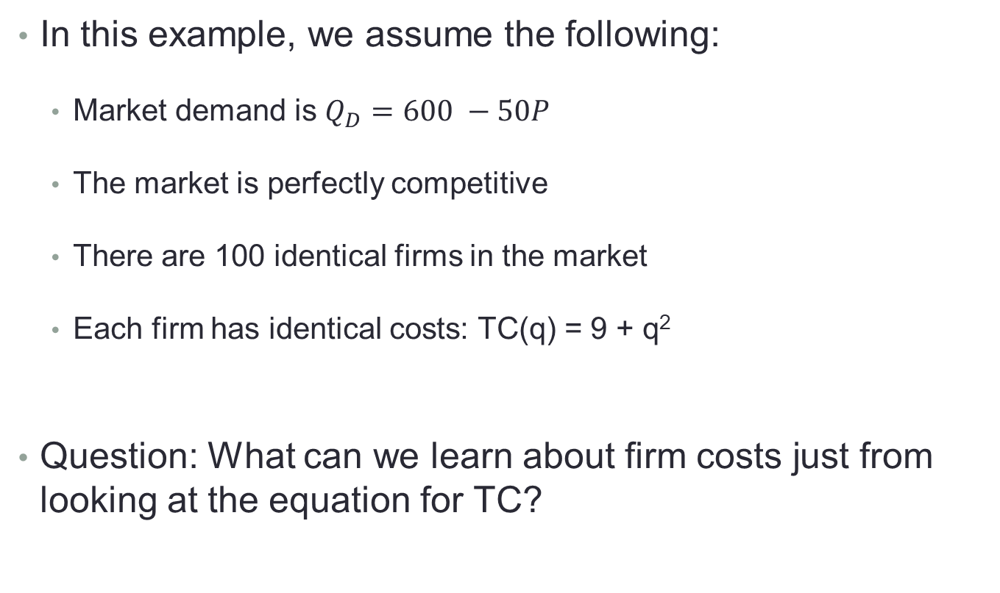 • In this example, we assume the following:
• Market demand is Q_D = 600 − 50P
• The market is perfectly competitive
• There are 100 identical firms in the market
• Each firm has identical costs: TC(q) = 9 + q²
• Question: What can we learn about firm costs just from
looking at the equation for TC?